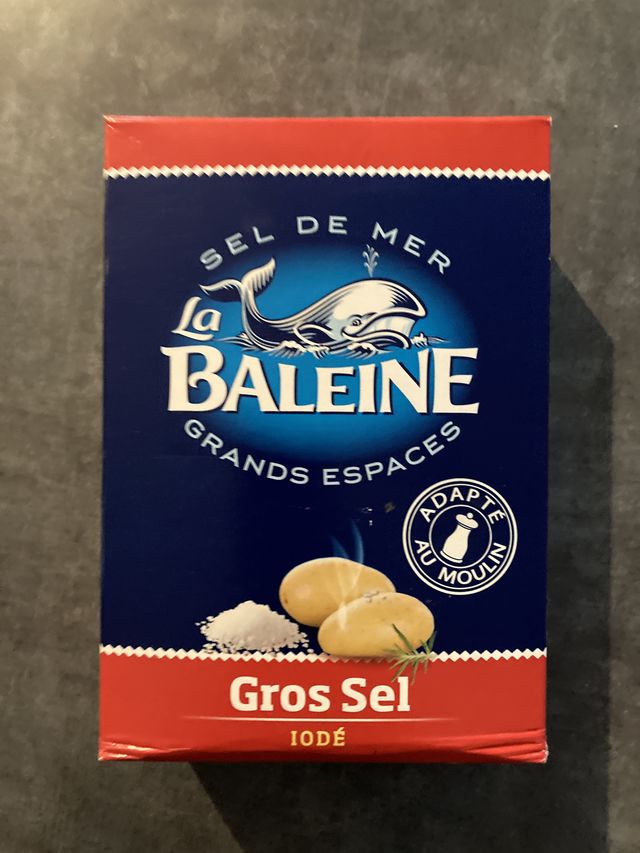 SEL DE MER
La
BALEINE
GRANDS ESPACES
ADAPTÉ
AU MOULIN
Gros Sel
IODÉ